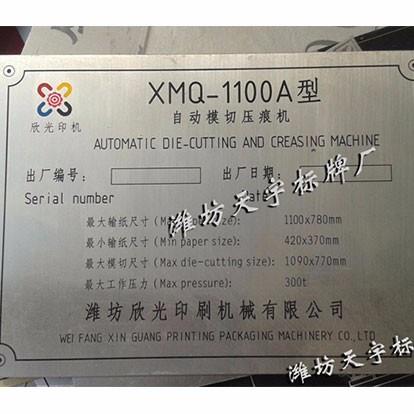 XMQ-1100A型
欣光印机
自动模切压痕机
AUTOMATIC DIE-CUTTING AND CREASING MACHINE
出厂编号: 出厂日期:
Serial number
最大输纸尺寸 (Max size): 1100x780mm
最小输纸尺寸 (Min paper size): 420x370mm
最大模切尺寸 (Max die-cutting size): 1090x770mm
最大工作压力 (Max pressure): 300t
潍坊欣光印刷机械有限公司
WEI FANG XIN GUANG PRINTING PACKAGING MACHINERY CO.,LTD
潍坊天宇标牌厂
潍坊天宇标